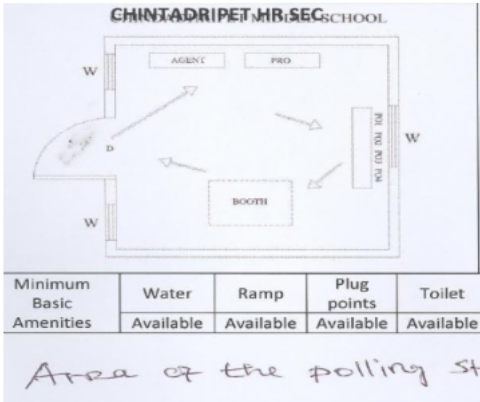 CHINTADRIPET HR SEC SCHOOL
W
AGENT
PRO
D
PO1 PO2 PO3 PO4
W
BOOTH
W
Minimum Basic Amenities
Water
Ramp
Plug points
Toilet
Available
Available
Available
Available
Area of the polling st